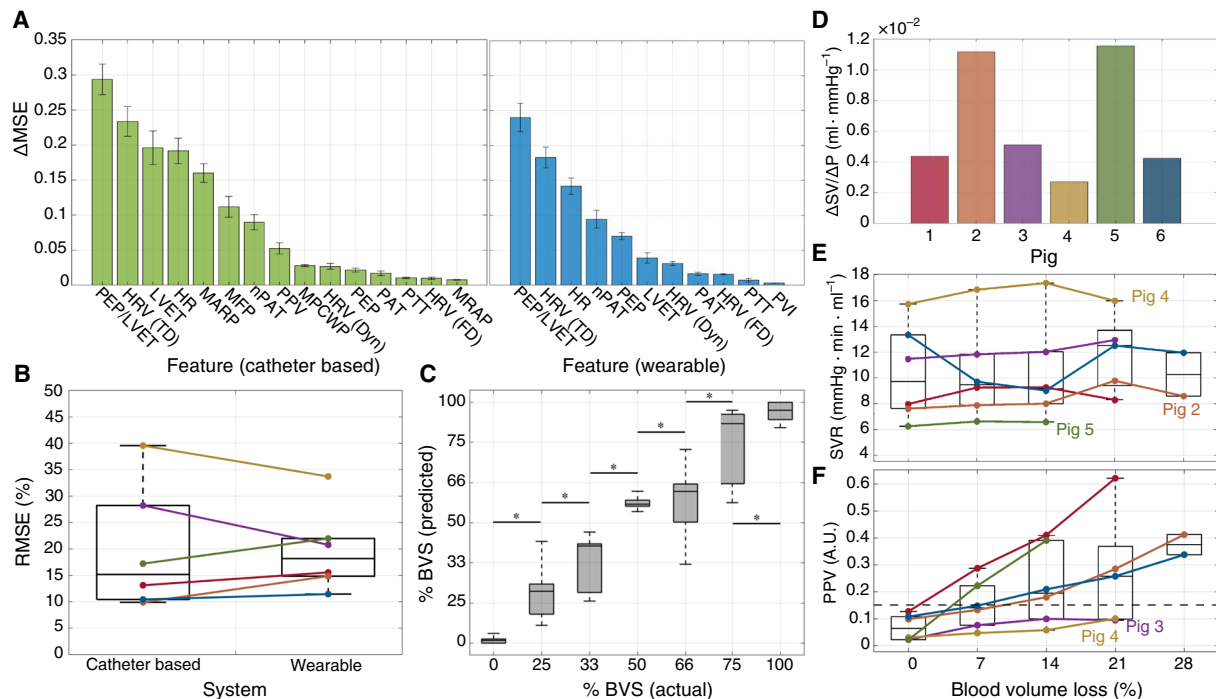 A
ΔMSE
0.35
0.3
0.25
0.2
0.15
0.1
0.05
0
PEP/LVET
HRV (TD)
LVET
HR
MARP
MFP
nPAT
PPV
MPCWP
HRV (Dyn)
PEP
PAT
PTT
HRV (FD)
MRAP
Feature (catheter based)
PEP/LVET
HRV (TD)
HR
nPAT
PEP
LVET
HRV (Dyn)
PAT
HRV (FD)
PTT
PVI
Feature (wearable)
B
RMSE (%)
50
45
40
35
30
25
20
15
10
5
0
Catheter based
Wearable
System
C
% BVS (predicted)
100
75
66
50
33
25
0
*
*
*
*
*
*
0
25
33
50
66
75
100
% BVS (actual)
D
×10⁻²
ΔSV/ΔP (ml · mmHg⁻¹)
1.2
1.0
0.8
0.6
0.4
0.2
0
1
2
3
4
5
6
Pig
E
SVR (mmHg · min · ml⁻¹)
18
16
14
12
10
8
6
4
Pig 4
Pig 2
Pig 5
F
PPV (A.U.)
0.6
0.5
0.4
0.3
0.2
0.1
0
Pig 3
Pig 4
0
7
14
21
28
Blood volume loss (%)